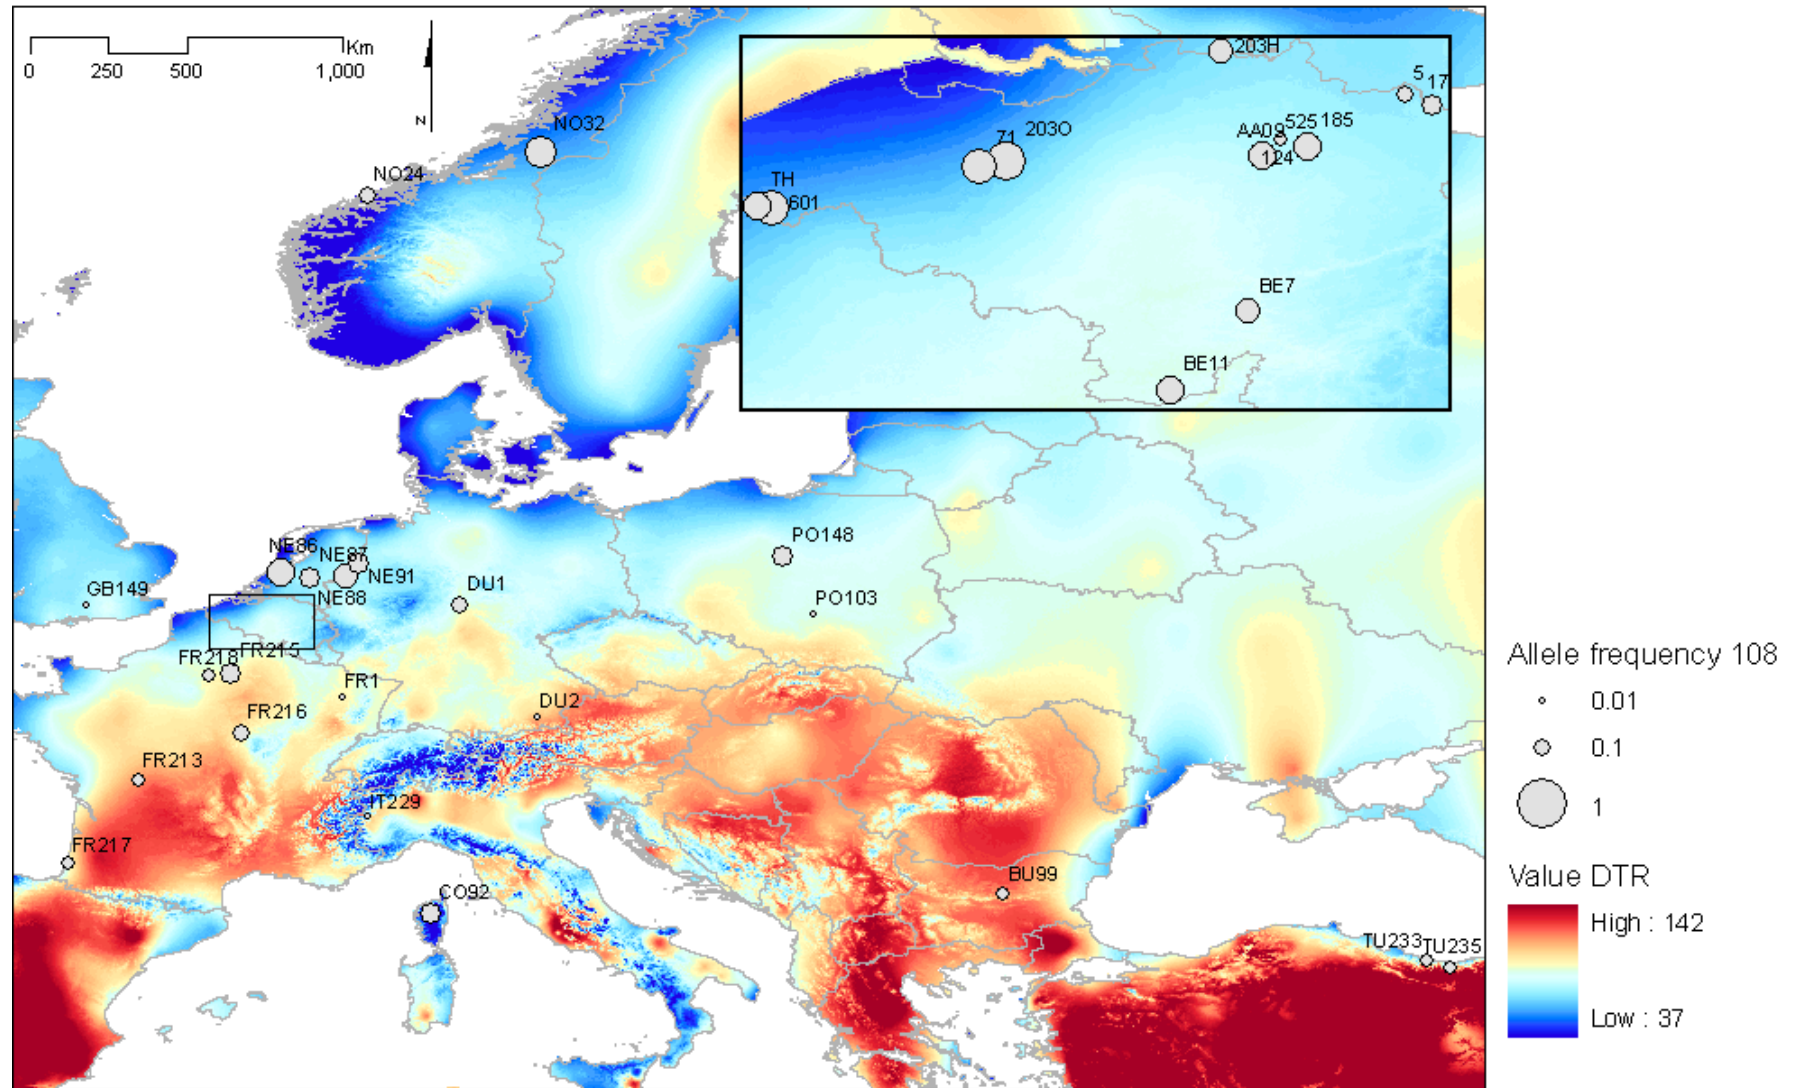 Km
0 250 500 1,000
N
NO32
NO24
203H
5 17
71 203O
AA09 525 185
124
TH
601
BE7
BE11
PO148
NE86
NE87
NE91
NE88
GB149
DU1
PO103
FR218 FR215
FR1
DU2
FR216
FR213
IT229
FR217
CO92
BU99
TU233 TU235
Allele frequency 108
0.01
0.1
1
Value DTR
High : 142
Low : 37